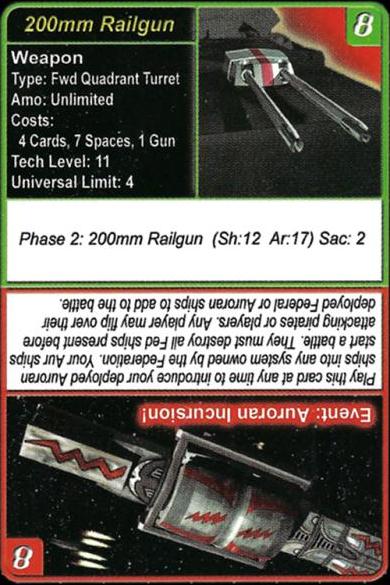 200mm Railgun
8
Weapon
Type: Fwd Quadrant Turret
Amo: Unlimited
Costs:
4 Cards, 7 Spaces, 1 Gun
Tech Level: 11
Universal Limit: 4
Phase 2: 200mm Railgun (Sh:12 Ar:17) Sac: 2
8
Event: Auroran Incursion!
Play this card at any time to introduce your deployed Auroran
ships into any system owned by the Federation. Your Aur ships
start a battle. They must destroy all Fed ships present before
attacking pirates or players. Any player may flip over their
deployed Federal or Auroran ships to add to the battle.